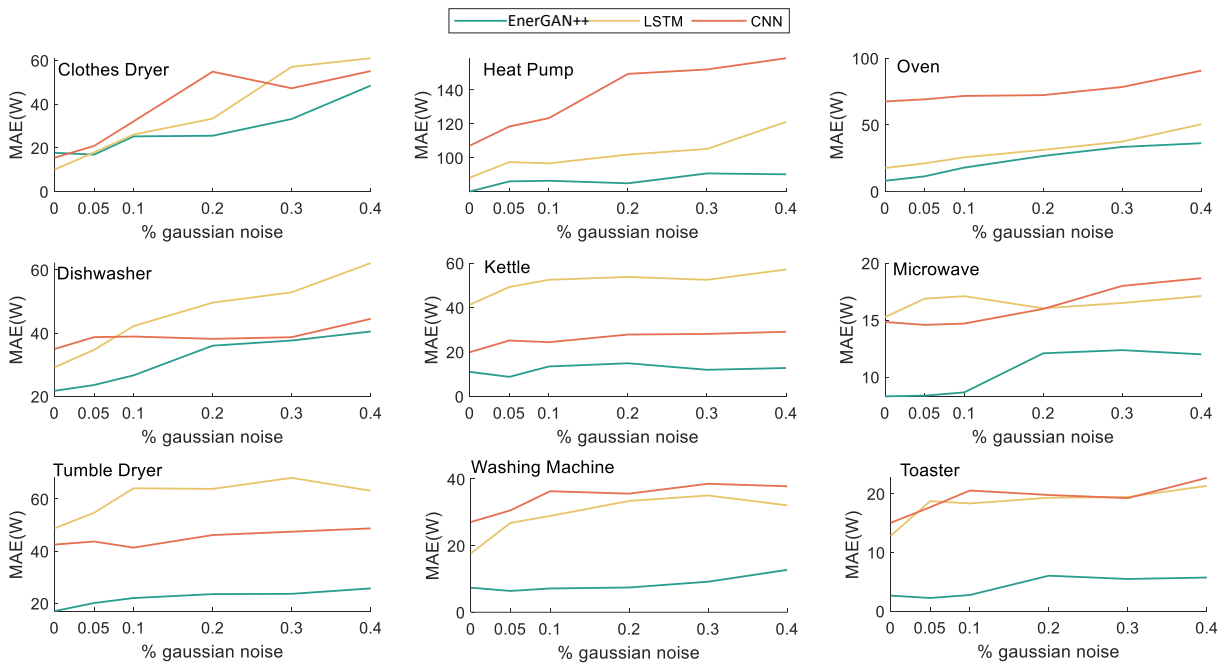 EnerGAN++ LSTM CNN
Clothes Dryer
MAE(W)
60
40
20
0
0 0.05 0.1 0.2 0.3 0.4
% gaussian noise
Heat Pump
MAE(W)
140
120
100
0 0.05 0.1 0.2 0.3 0.4
% gaussian noise
Oven
MAE(W)
100
50
0
0 0.05 0.1 0.2 0.3 0.4
% gaussian noise
Dishwasher
MAE(W)
60
40
20
0 0.05 0.1 0.2 0.3 0.4
% gaussian noise
Kettle
MAE(W)
60
40
20
0
0 0.05 0.1 0.2 0.3 0.4
% gaussian noise
Microwave
MAE(W)
20
15
10
0 0.05 0.1 0.2 0.3 0.4
% gaussian noise
Tumble Dryer
MAE(W)
60
40
20
0 0.05 0.1 0.2 0.3 0.4
% gaussian noise
Washing Machine
MAE(W)
40
20
0
0 0.05 0.1 0.2 0.3 0.4
% gaussian noise
Toaster
MAE(W)
20
10
0
0 0.05 0.1 0.2 0.3 0.4
% gaussian noise